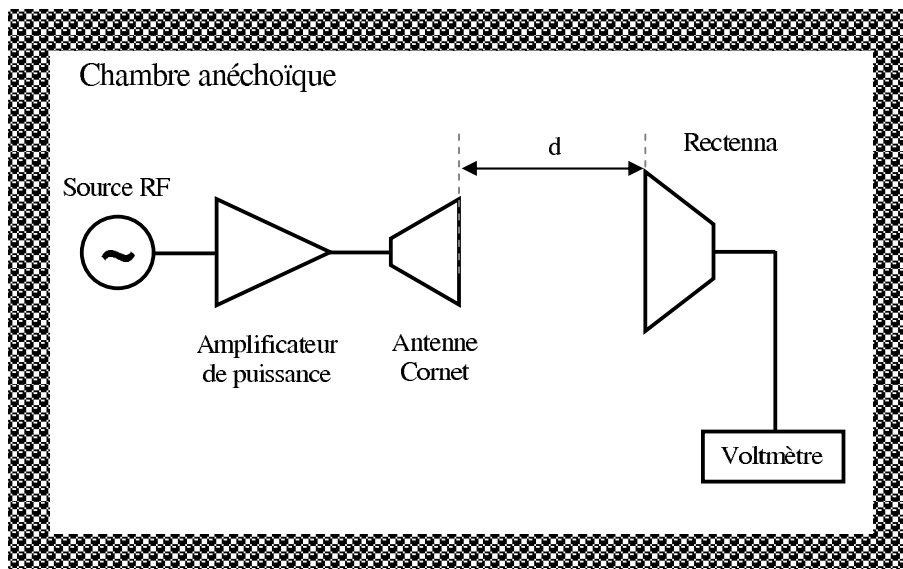 Chambre anéchoïque
d
Rectenna
Source RF
~
Amplificateur
de puissance
Antenne
Cornet
Voltmètre